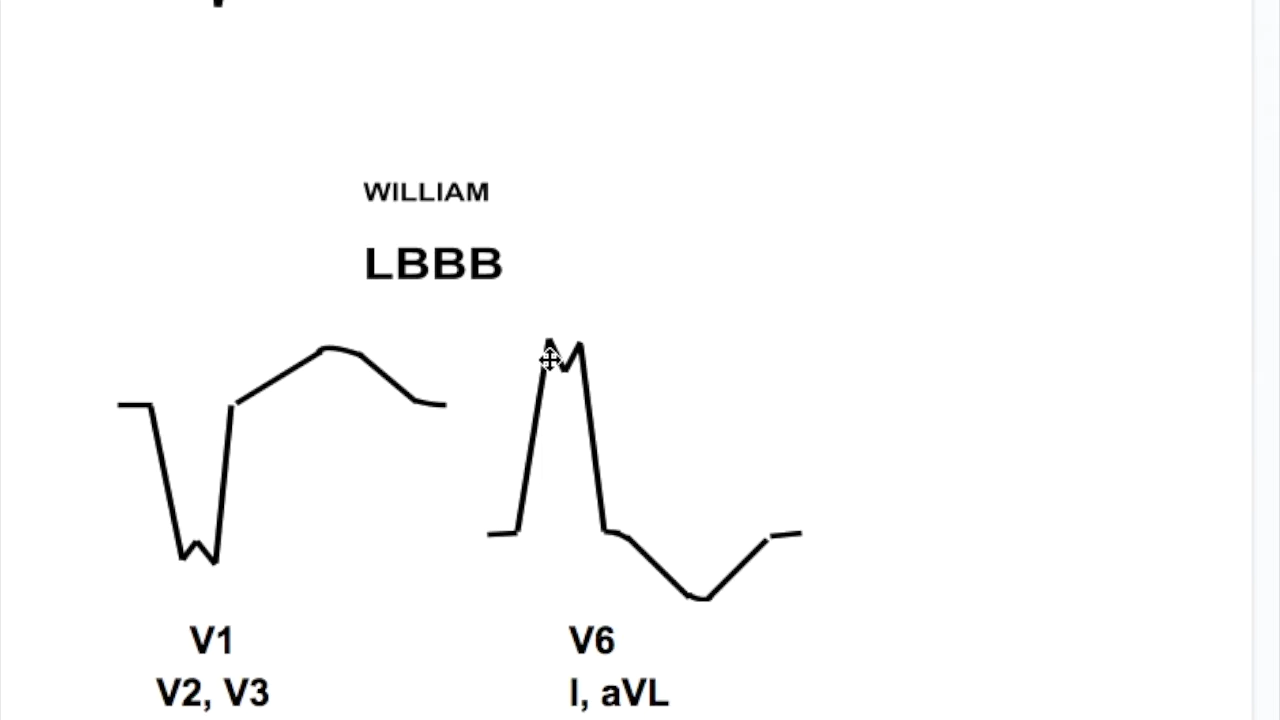 WILLIAM
LBBB
V1
V6
V2, V3
I, aVL